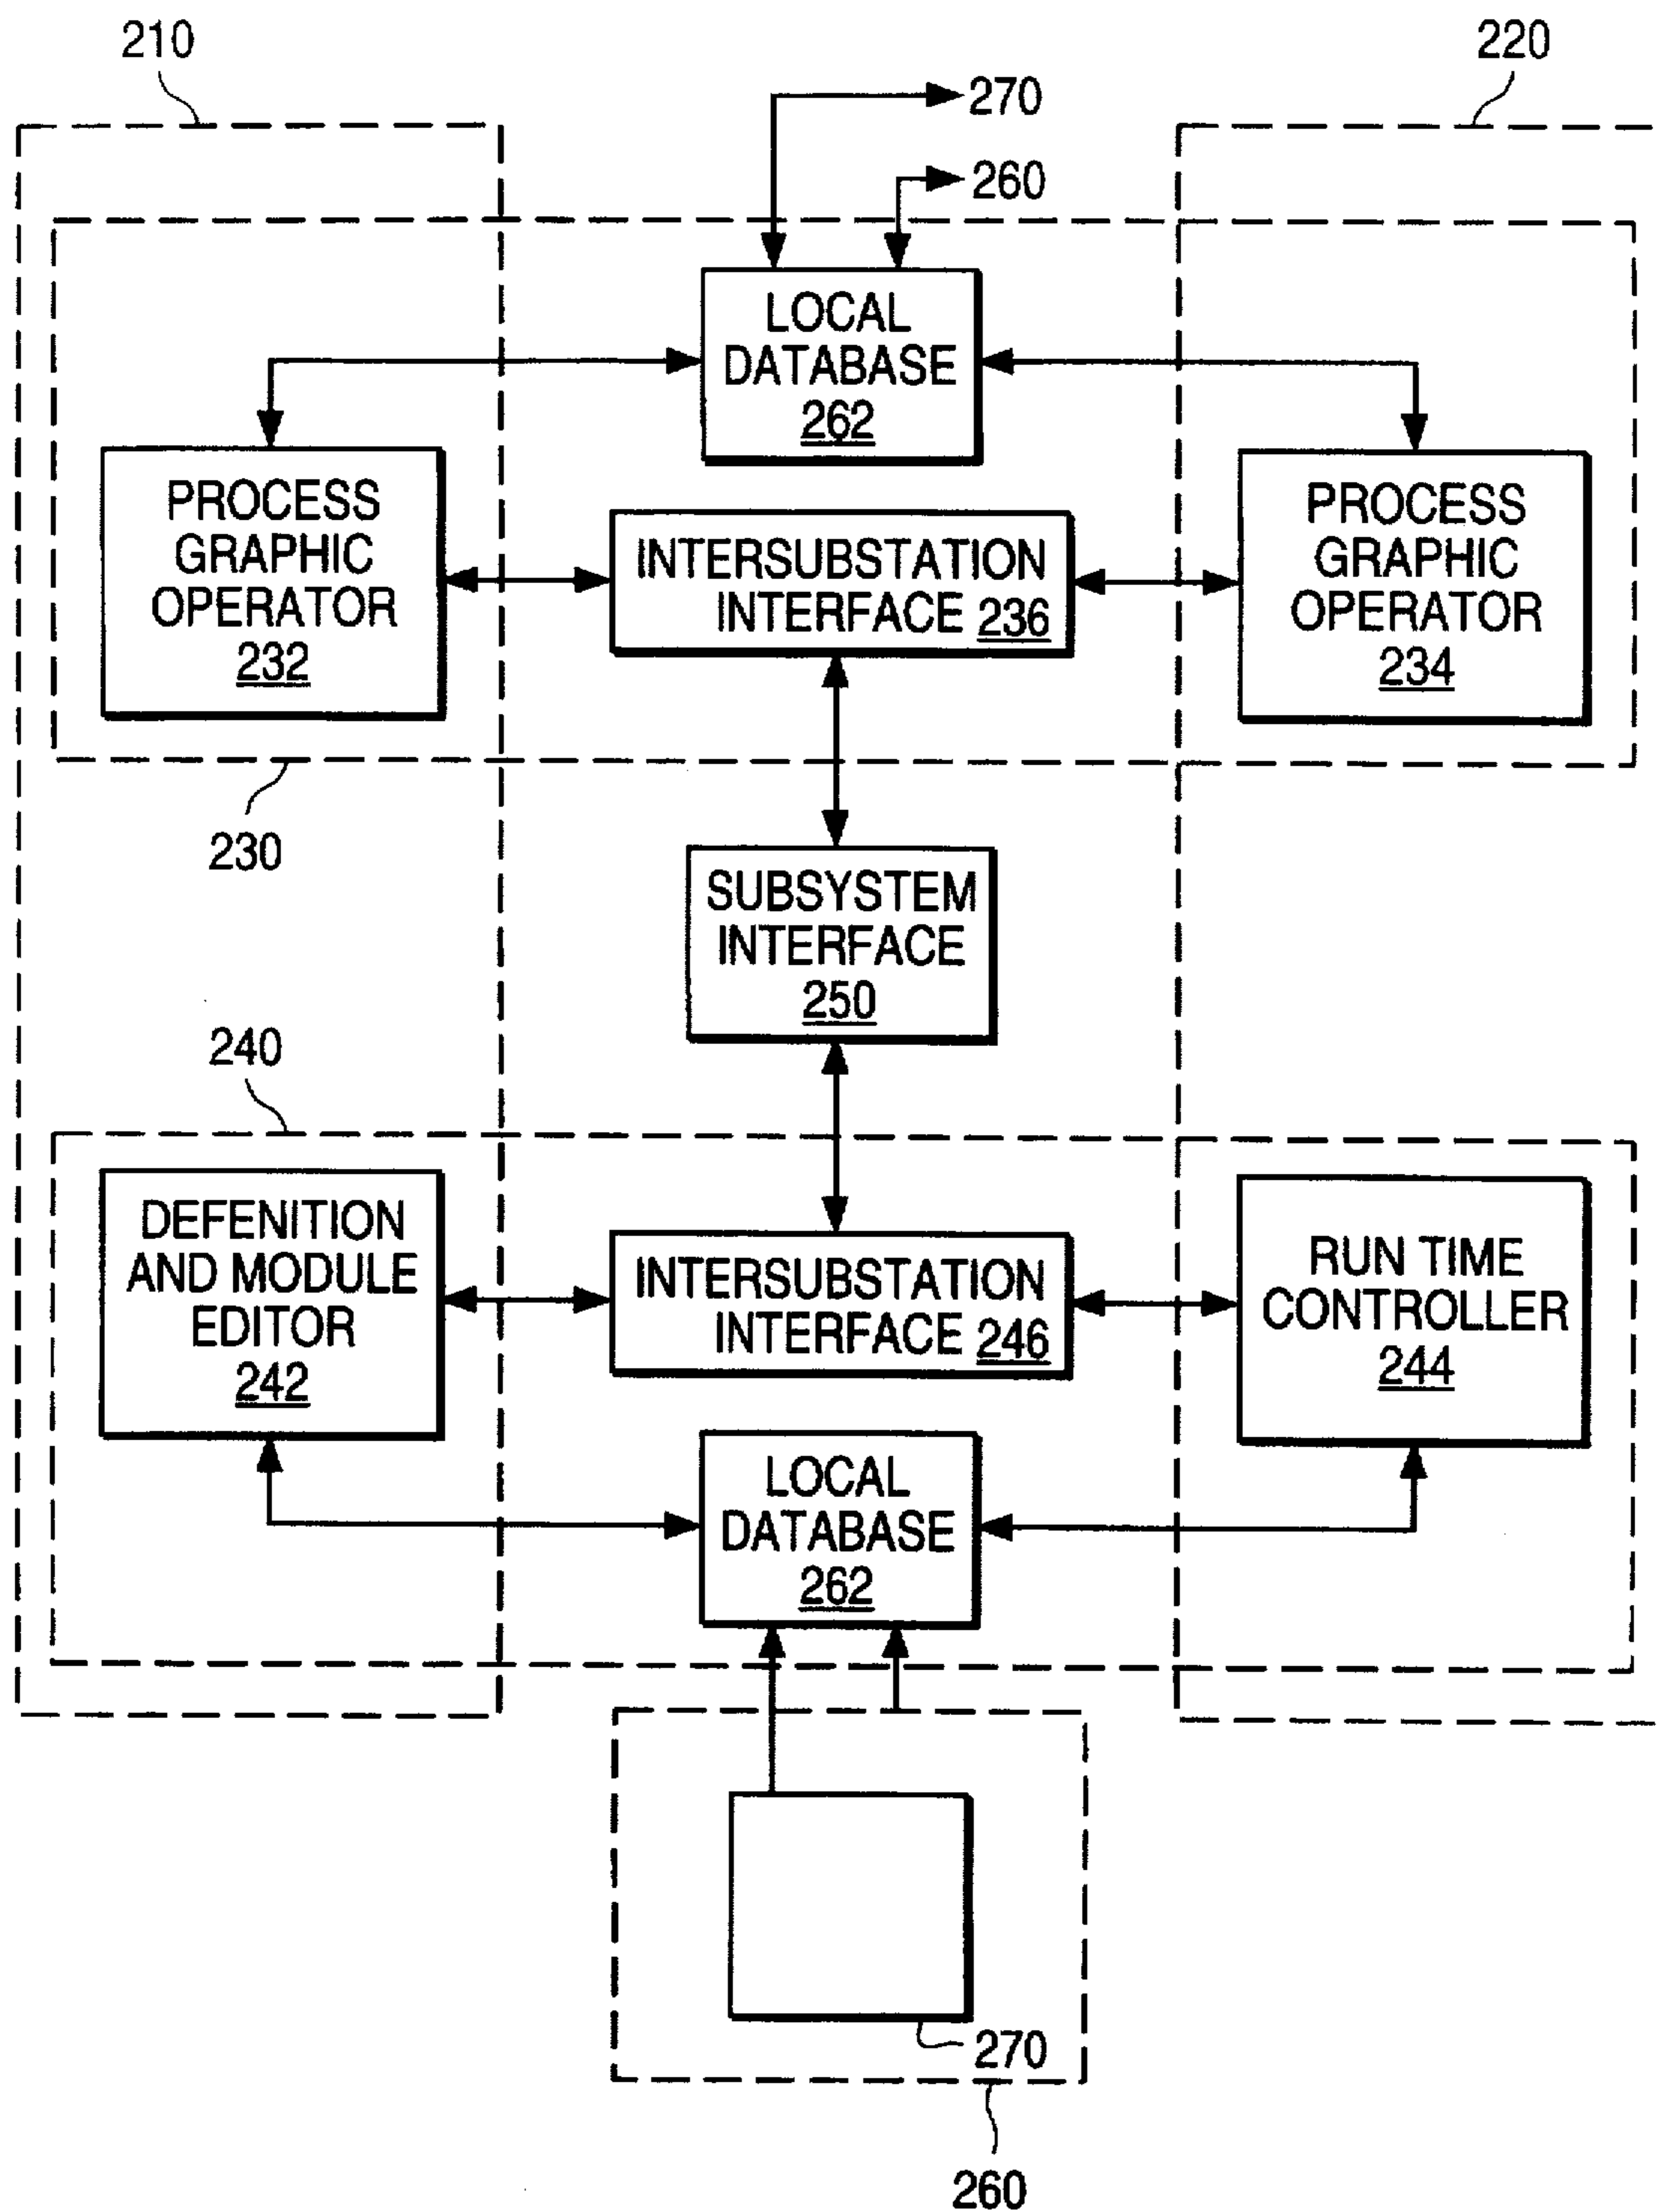 210
220
270
260
LOCAL
DATABASE
262
PROCESS
GRAPHIC
OPERATOR
232
INTERSUBSTATION
INTERFACE 236
PROCESS
GRAPHIC
OPERATOR
234
230
SUBSYSTEM
INTERFACE
250
240
DEFENITION
AND MODULE
EDITOR
242
INTERSUBSTATION
INTERFACE 246
RUN TIME
CONTROLLER
244
LOCAL
DATABASE
262
270
260